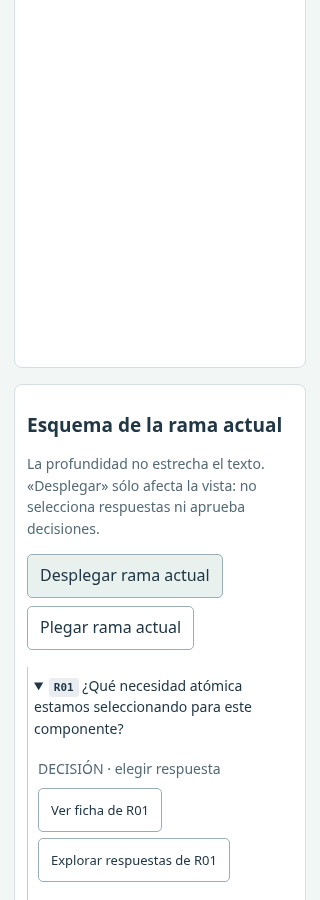 Esquema de la rama actual
La profundidad no estrecha el texto.
«Desplegar» sólo afecta la vista: no
selecciona respuestas ni aprueba
decisiones.
Desplegar rama actual
Plegar rama actual
▼ R01 ¿Qué necesidad atómica
estamos seleccionando para este
componente?
DECISIÓN · elegir respuesta
Ver ficha de R01
Explorar respuestas de R01